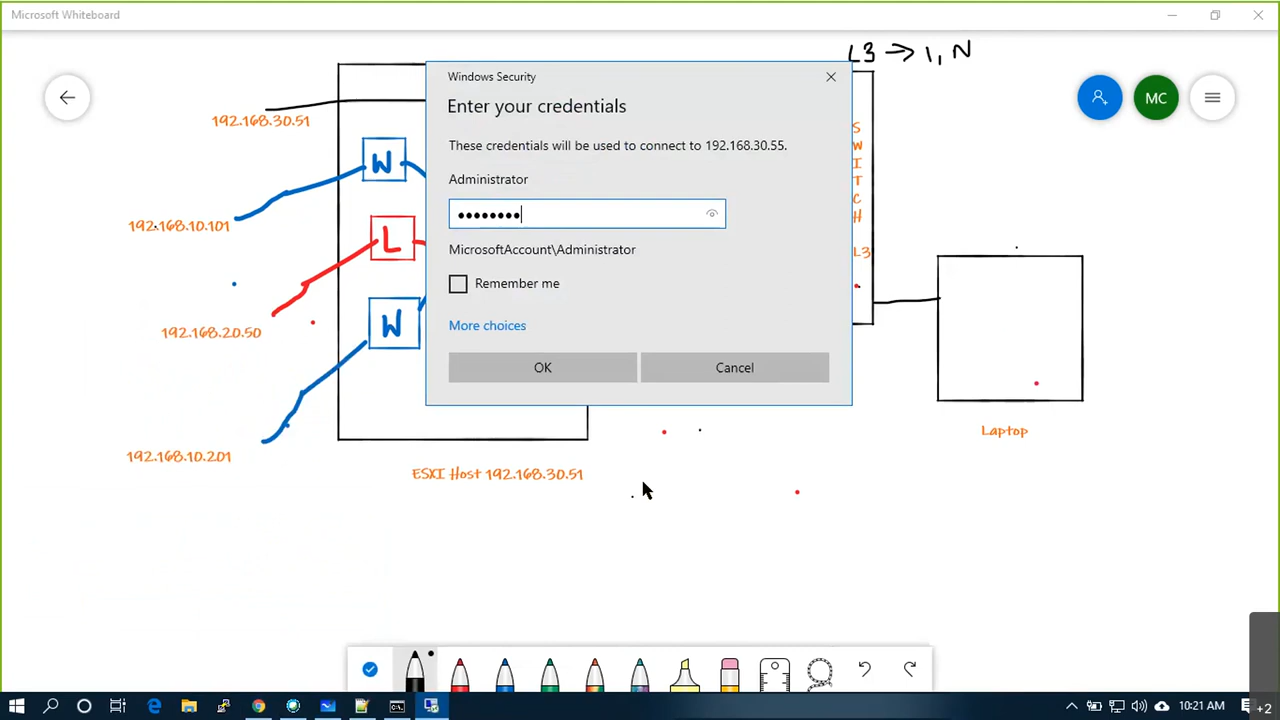 Microsoft Whiteboard
L3 → 1, N
Windows Security
Enter your credentials
These credentials will be used to connect to 192.168.30.55.
Administrator
••••••••
MicrosoftAccount\Administrator
Remember me
More choices
OK
Cancel
MC
192.168.30.51
W
192.168.10.101
L
192.168.20.50
W
192.168.10.201
S
W
I
T
C
H
L3
Laptop
ESXI Host 192.168.30.51
10:21 AM
+2